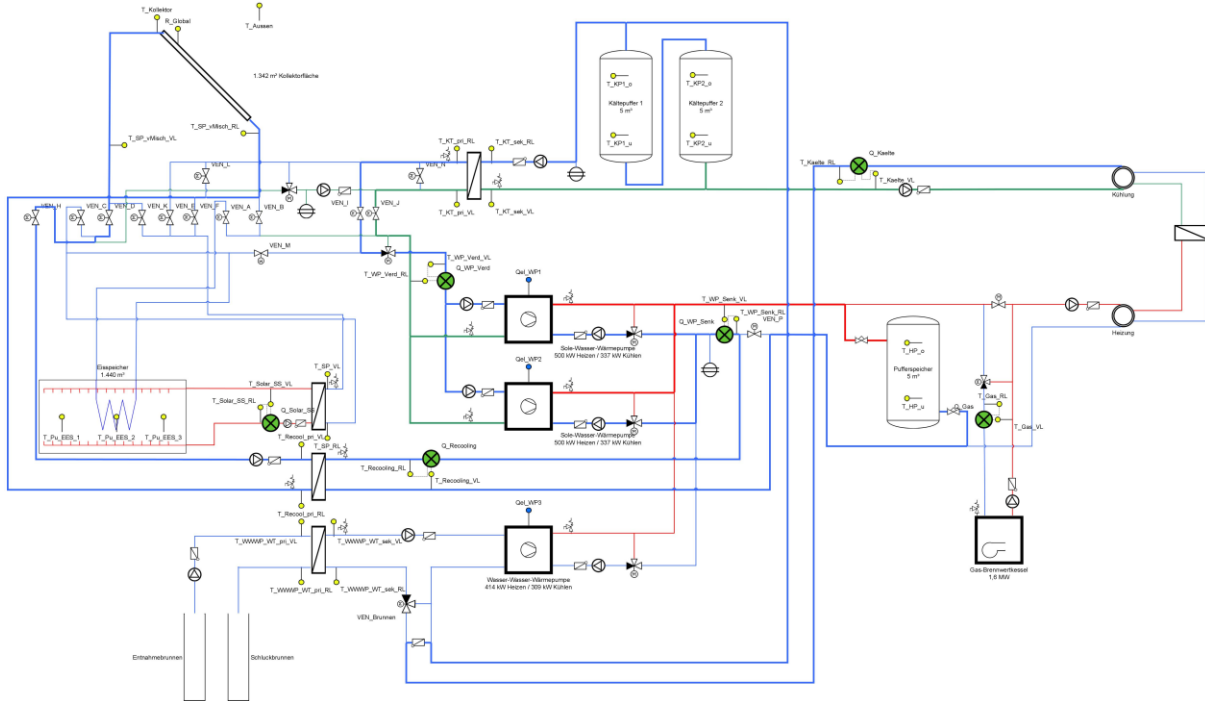 T_Kollektor
R_Global
T_Aussen
1.342 m² Kollektorfläche
T_SP_vMisch_RL
T_SP_vMisch_VL
T_KP1_o
T_KP2_o
Kältepuffer 1
5 m³
Kältepuffer 2
5 m³
T_KP1_u
T_KP2_u
T_KT_pri_RL
T_KT_sek_RL
VEN_L
VEN_N
Q_Kaelte
T_Kaelte_RL
T_Kaelte_VL
Kühlung
VEN_H
VEN_C
VEN_D
VEN_K
VEN_E
VEN_F
VEN_A
VEN_B
VEN_I
VEN_J
T_KT_pri_VL
T_KT_sek_VL
VEN_M
T_WP_Verd_VL
Q_WP_Verd
T_WP_Verd_RL
Qel_WP1
T_WP_Senk_VL
T_WP_Senk_RL
Q_WP_Senk
VEN_P
Heizung
Sole-Wasser-Wärmepumpe
500 kW Heizen / 337 kW Kühlen
T_HP_o
Pufferspeicher
5 m³
T_HP_u
Q_Gas
T_Gas_RL
T_Gas_VL
Qel_WP2
Eisspeicher
1.440 m³
T_SP_VL
T_Solar_SS_VL
T_Solar_SS_RL
Q_Solar_SS
T_Pu_EES_1
T_Pu_EES_2
T_Pu_EES_3
T_Recool_pri_VL
T_SP_RL
Sole-Wasser-Wärmepumpe
500 kW Heizen / 337 kW Kühlen
Q_Recooling
T_Recooling_RL
T_Recooling_VL
Qel_WP3
T_Recool_pri_RL
T_WWWP_WT_pri_VL
T_WWWP_WT_sek_VL
Gas-Brennwertkessel
1,6 MW
Wasser-Wasser-Wärmepumpe
414 kW Heizen / 309 kW Kühlen
T_WWWP_WT_pri_RL
T_WWWP_WT_sek_RL
VEN_Brunnen
Entnahmebrunnen
Schluckbrunnen